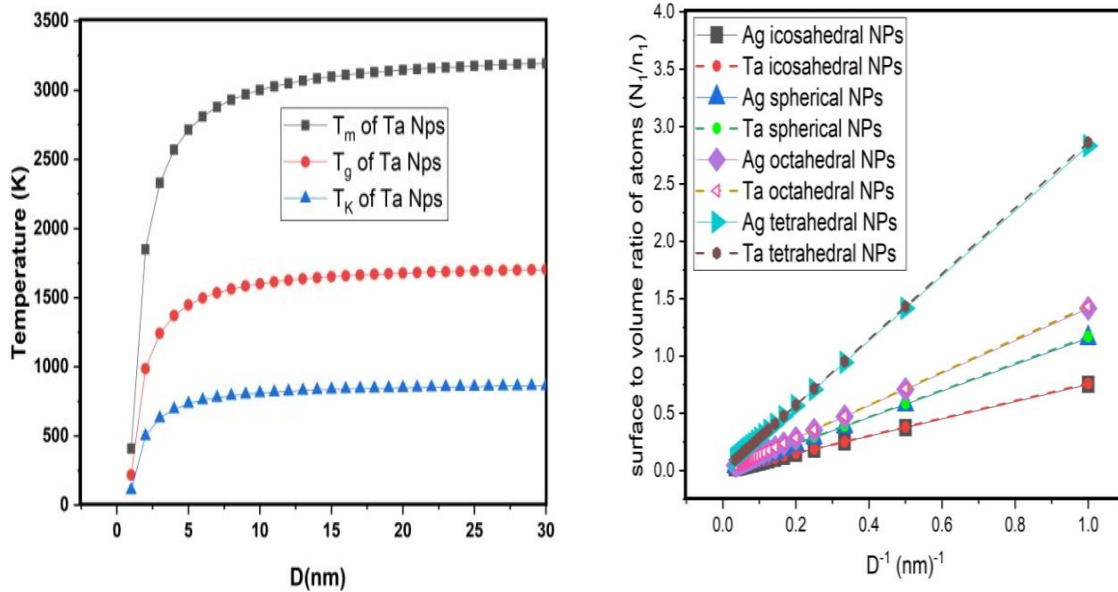 3500
3000
2500
2000
1500
1000
500
0
Temperature (K)
T_m of Ta Nps
T_g of Ta Nps
T_K of Ta Nps
0 5 10 15 20 25 30
D(nm)
4.0
3.5
3.0
2.5
2.0
1.5
1.0
0.5
0.0
surface to volume ratio of atoms (N₁/n₁)
Ag icosahedral NPs
Ta icosahedral NPs
Ag spherical NPs
Ta spherical NPs
Ag octahedral NPs
Ta octahedral NPs
Ag tetrahedral NPs
Ta tetrahedral NPs
0.0 0.2 0.4 0.6 0.8 1.0
D⁻¹ (nm)⁻¹